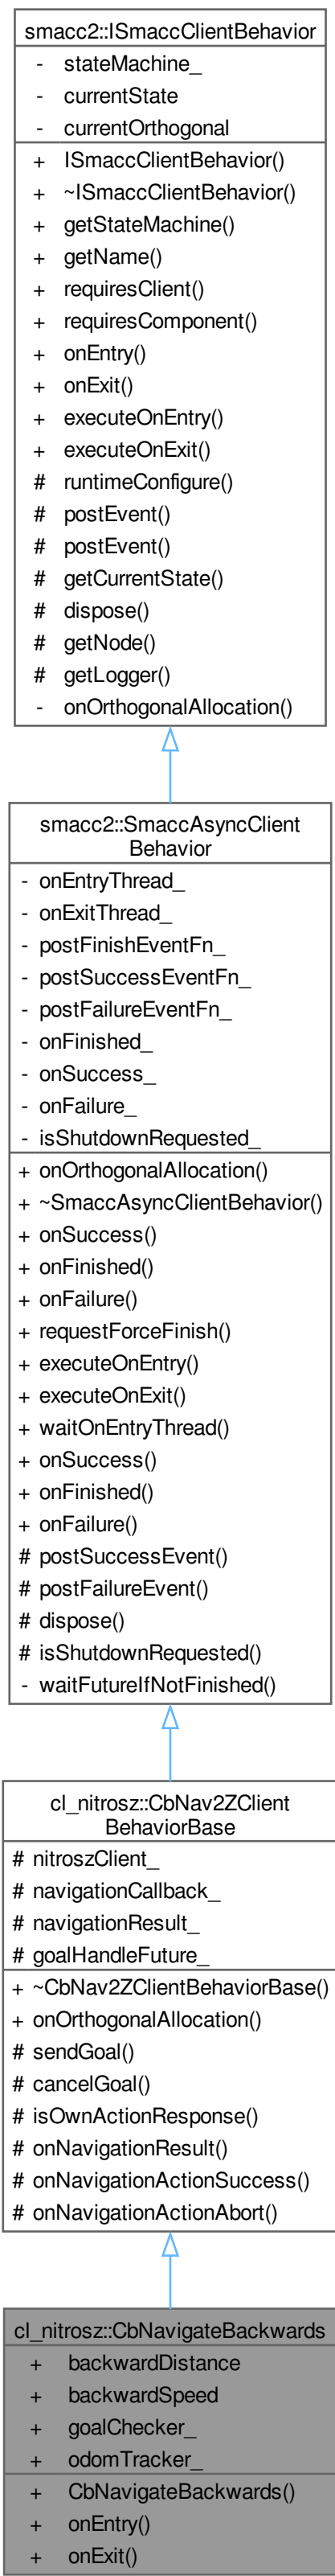 smacc2::ISmaccClientBehavior
- stateMachine_
- currentState
- currentOrthogonal
+ ISmaccClientBehavior()
+ ~ISmaccClientBehavior()
+ getStateMachine()
+ getName()
+ requiresClient()
+ requiresComponent()
+ onEntry()
+ onExit()
+ executeOnEntry()
+ executeOnExit()
# runtimeConfigure()
# postEvent()
# postEvent()
# getCurrentState()
# dispose()
# getNode()
# getLogger()
- onOrthogonalAllocation()
smacc2::SmaccAsyncClient
Behavior
- onEntryThread_
- onExitThread_
- postFinishEventFn_
- postSuccessEventFn_
- postFailureEventFn_
- onFinished_
- onSuccess_
- onFailure_
- isShutdownRequested_
+ onOrthogonalAllocation()
+ ~SmaccAsyncClientBehavior()
+ onSuccess()
+ onFinished()
+ onFailure()
+ requestForceFinish()
+ executeOnEntry()
+ executeOnExit()
+ waitOnEntryThread()
+ onSuccess()
+ onFinished()
+ onFailure()
# postSuccessEvent()
# postFailureEvent()
# dispose()
# isShutdownRequested()
- waitFutureIfNotFinished()
cl_nitrosz::CbNav2ZClient
BehaviorBase
# nitroszClient_
# navigationCallback_
# navigationResult_
# goalHandleFuture_
+ ~CbNav2ZClientBehaviorBase()
+ onOrthogonalAllocation()
# sendGoal()
# cancelGoal()
# isOwnActionResponse()
# onNavigationResult()
# onNavigationActionSuccess()
# onNavigationActionAbort()
cl_nitrosz::CbNavigateBackwards
+ backwardDistance
+ backwardSpeed
+ goalChecker_
+ odomTracker_
+ CbNavigateBackwards()
+ onEntry()
+ onExit()